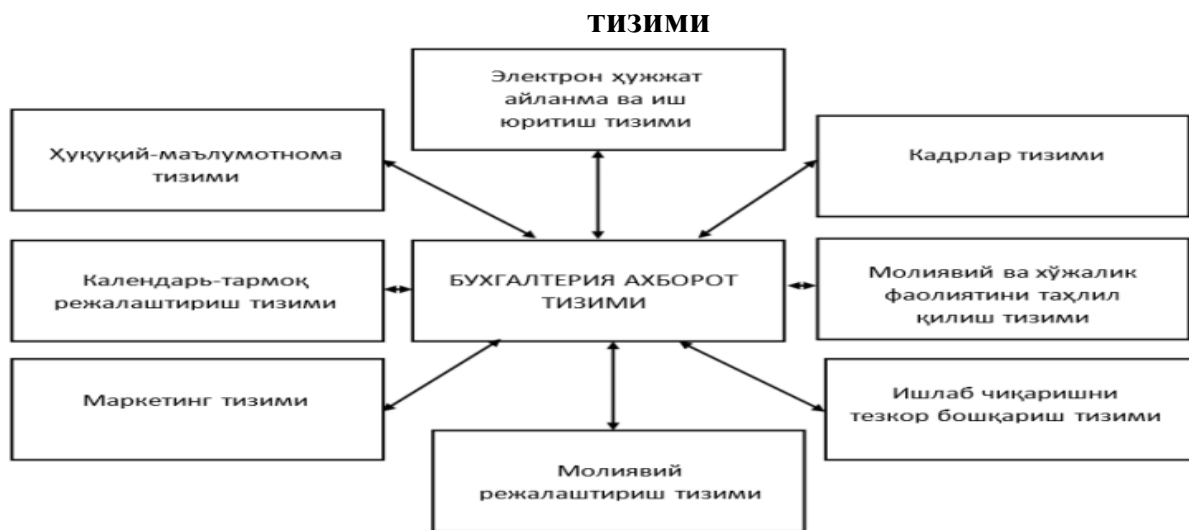 тизими
Электрон ҳужжат
айланма ва иш
юритиш тизими
Ҳуқуқий-маълумотнома
тизими
Кадрлар тизими
Календарь-тармоқ
режалаштириш тизими
БУХГАЛТЕРИЯ АХБОРОТ
ТИЗИМИ
Молиявий ва хўжалик
фаолиятини таҳлил
қилиш тизими
Маркетинг тизими
Ишлаб чиқаришни
тезкор бошқариш тизими
Молиявий
режалаштириш тизими